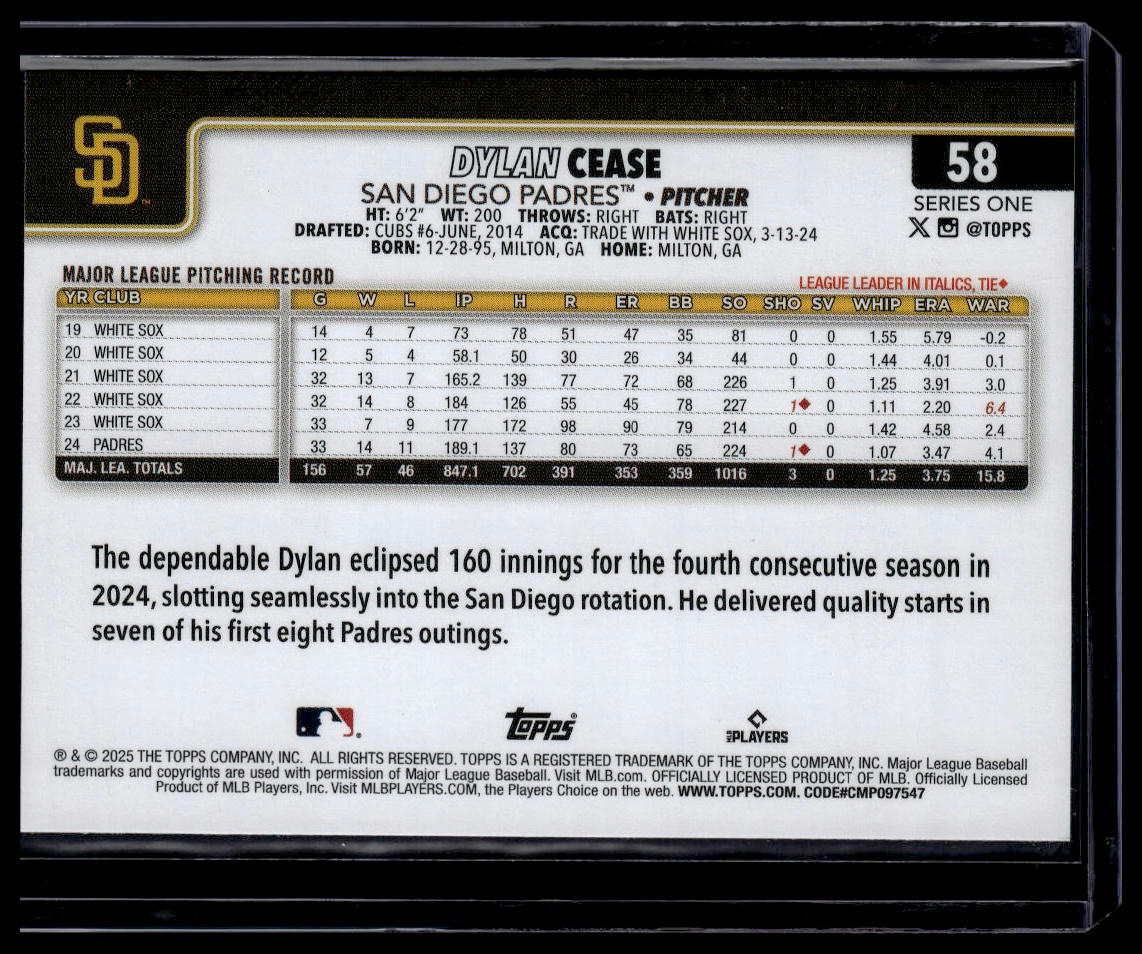 SD
TM
DYLAN CEASE
58
SAN DIEGO PADRES™ • PITCHER
SERIES ONE
HT: 6'2" WT: 200 THROWS: RIGHT BATS: RIGHT
@TOPPS
DRAFTED: CUBS #6-JUNE, 2014 ACQ: TRADE WITH WHITE SOX, 3-13-24
BORN: 12-28-95, MILTON, GA HOME: MILTON, GA
MAJOR LEAGUE PITCHING RECORD
LEAGUE LEADER IN ITALICS, TIE♦
YR CLUB G W L IP H R ER BB SO SHO SV WHIP ERA WAR
19 WHITE SOX 14 4 7 73 78 51 47 35 81 0 0 1.55 5.79 -0.2
20 WHITE SOX 12 5 4 58.1 50 30 26 34 44 0 0 1.44 4.01 0.1
21 WHITE SOX 32 13 7 165.2 139 77 72 68 226 1 0 1.25 3.91 3.0
22 WHITE SOX 32 14 8 184 126 55 45 78 227 1♦ 0 1.11 2.20 6.4
23 WHITE SOX 33 7 9 177 172 98 90 79 214 0 0 1.42 4.58 2.4
24 PADRES 33 14 11 189.1 137 80 73 65 224 1♦ 0 1.07 3.47 4.1
MAJ. LEA. TOTALS 156 57 46 847.1 702 391 353 359 1016 3 0 1.25 3.75 15.8
The dependable Dylan eclipsed 160 innings for the fourth consecutive season in
2024, slotting seamlessly into the San Diego rotation. He delivered quality starts in
seven of his first eight Padres outings.
Topps®
MLB PLAYERS
® & © 2025 THE TOPPS COMPANY, INC. ALL RIGHTS RESERVED. TOPPS IS A REGISTERED TRADEMARK OF THE TOPPS COMPANY, INC. Major League Baseball
trademarks and copyrights are used with permission of Major League Baseball. Visit MLB.com. OFFICIALLY LICENSED PRODUCT OF MLB. Officially Licensed
Product of MLB Players, Inc. Visit MLBPLAYERS.COM, the Players Choice on the web. WWW.TOPPS.COM. CODE#CMP097547